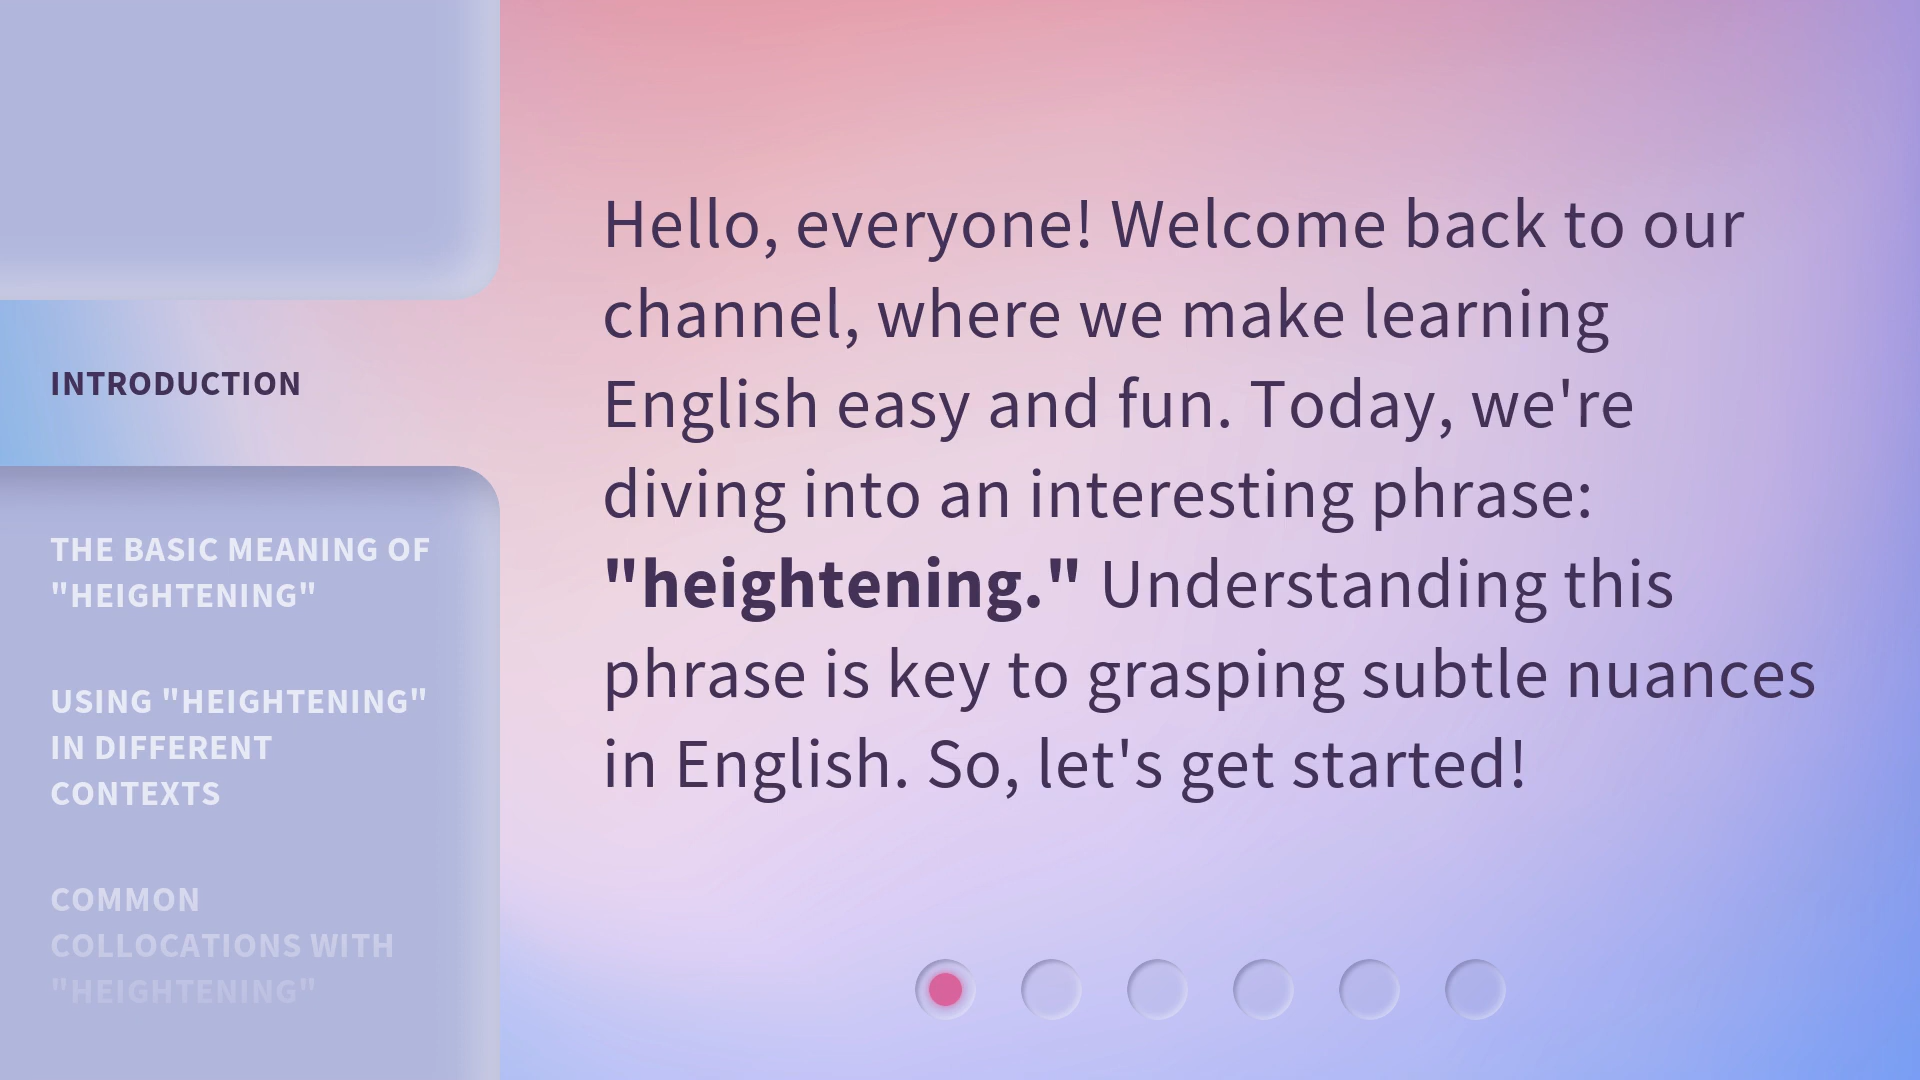 INTRODUCTION
THE BASIC MEANING OF
"HEIGHTENING"
USING "HEIGHTENING"
IN DIFFERENT
CONTEXTS
COMMON
COLLOCATIONS WITH
"HEIGHTENING"
Hello, everyone! Welcome back to our
channel, where we make learning
English easy and fun. Today, we're
diving into an interesting phrase:
"heightening." Understanding this
phrase is key to grasping subtle nuances
in English. So, let's get started!